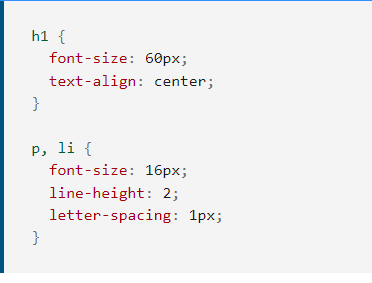 h1 {
  font-size: 60px;
  text-align: center;
}

p, li {
  font-size: 16px;
  line-height: 2;
  letter-spacing: 1px;
}